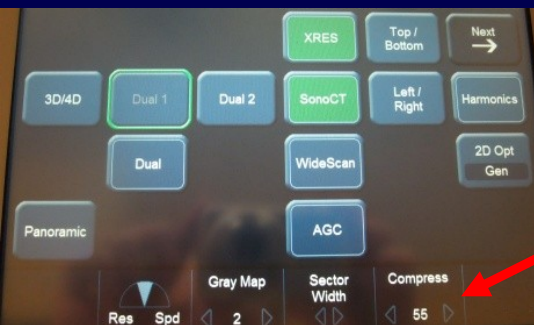 XRES
Top /
Bottom
Next
3D/4D
Dual 1
Dual 2
SonoCT
Left /
Right
Harmonics
Dual
WideScan
2D Opt
Gen
Panoramic
AGC
Res Spd
Gray Map
2
Sector
Width
Compress
55